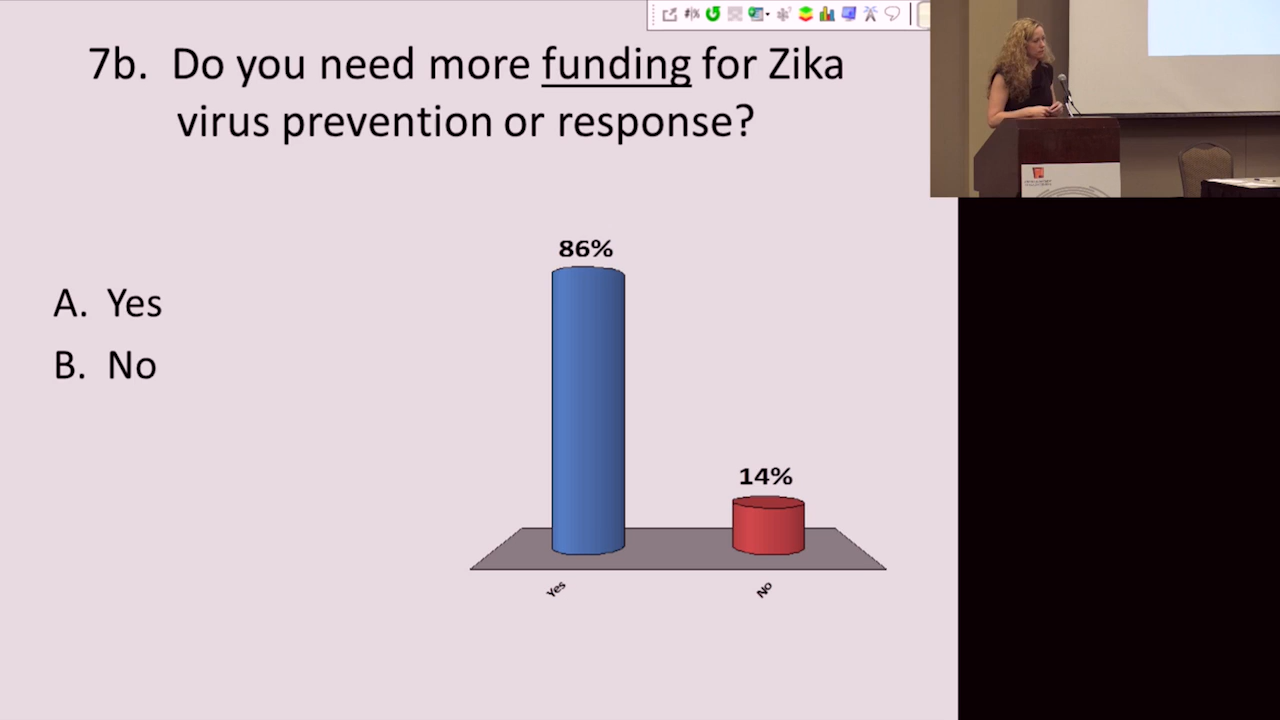 7b. Do you need more funding for Zika
virus prevention or response?
A. Yes
B. No
86%
14%
Yes
No